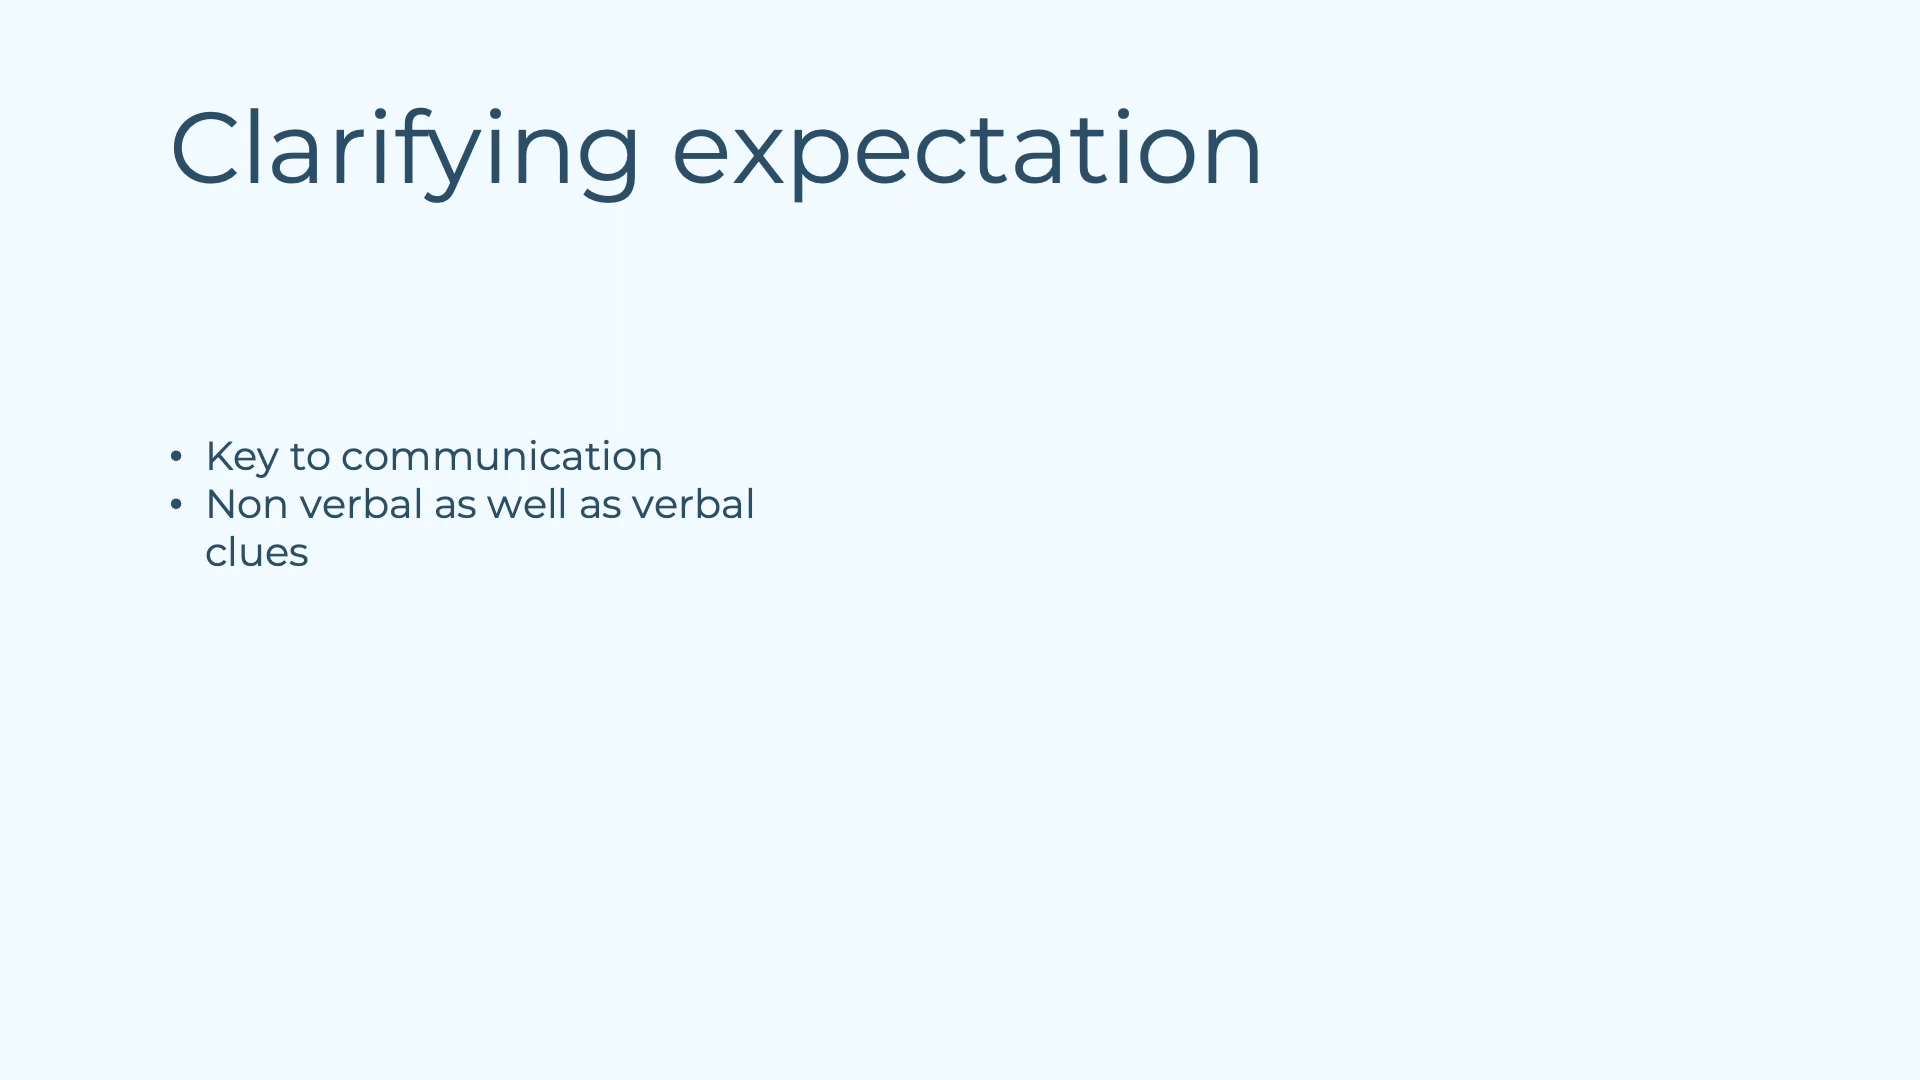 Clarifying expectation
• Key to communication
• Non verbal as well as verbal
clues